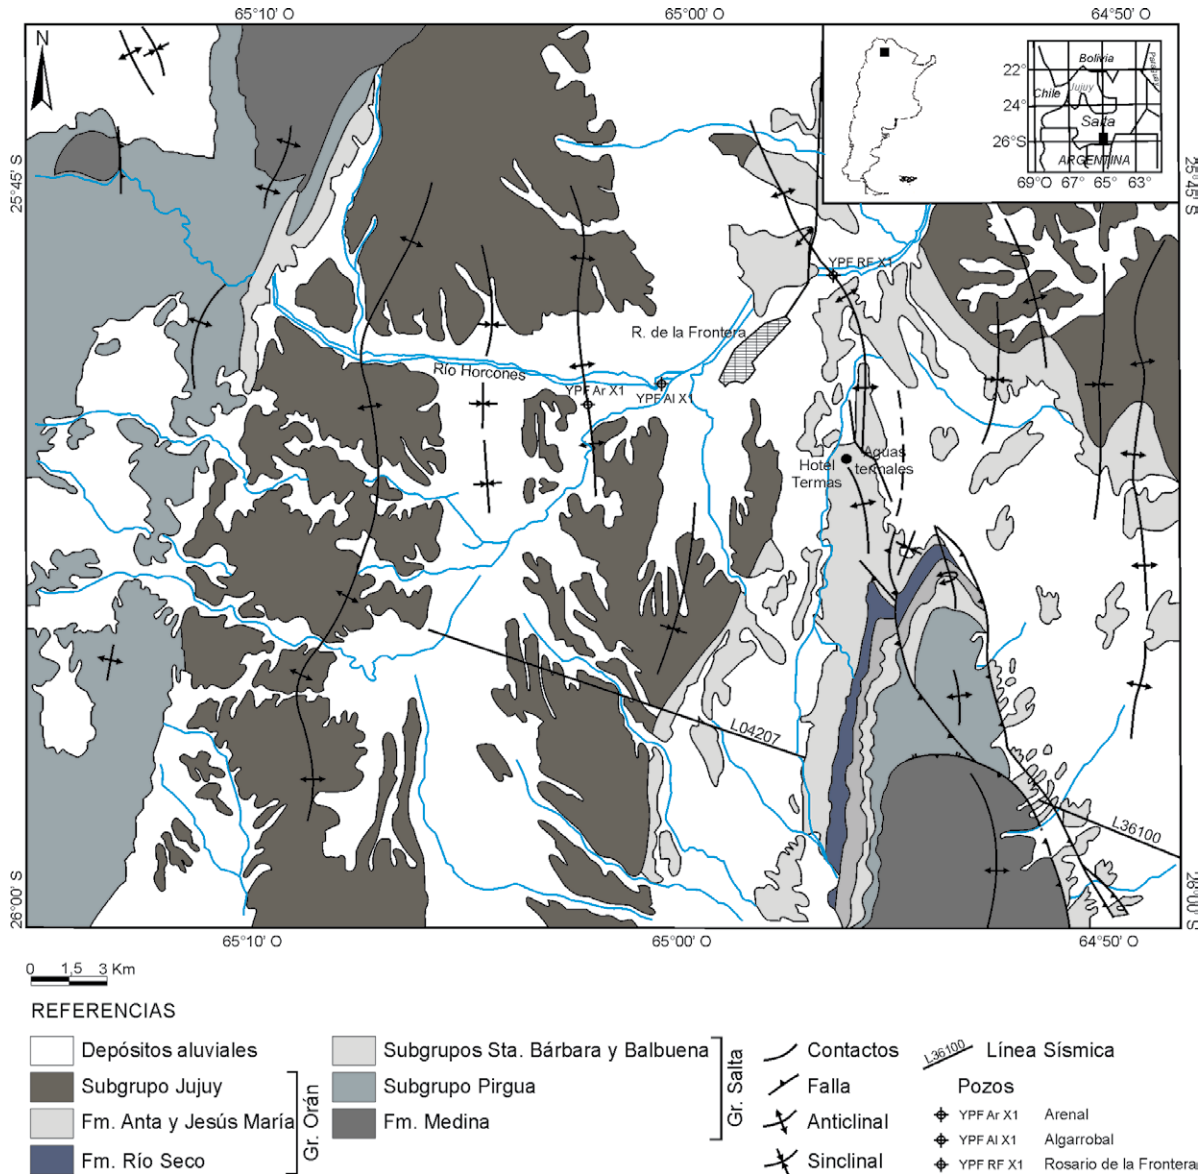 65°10' O
65°00' O
64°50' O
N
25°45' S
25°45' S
Bolivia
Chile
Jujuy
Salta
ARGENTINA
22°
24°
26°S
69°O
67°
65°
63°
YPF RF X1
R. de la Frontera
Río Horcones
YPF Ar X1
YPF Al X1
Hotel
Termas
Aguas
termales
L04207
L36100
26°00' S
26°00' S
65°10' O
65°00' O
64°50' O
0 1,5 3 Km
REFERENCIAS
Depósitos aluviales
Subgrupo Jujuy
Fm. Anta y Jesús María
Fm. Río Seco
Gr. Orán
Subgrupos Sta. Bárbara y Balbuena
Subgrupo Pirgua
Fm. Medina
Gr. Salta
Contactos
Falla
Anticlinal
Sinclinal
L36100
Línea Sísmica
Pozos
YPF Ar X1 Arenal
YPF Al X1 Algarrobal
YPF RF X1 Rosario de la Frontera